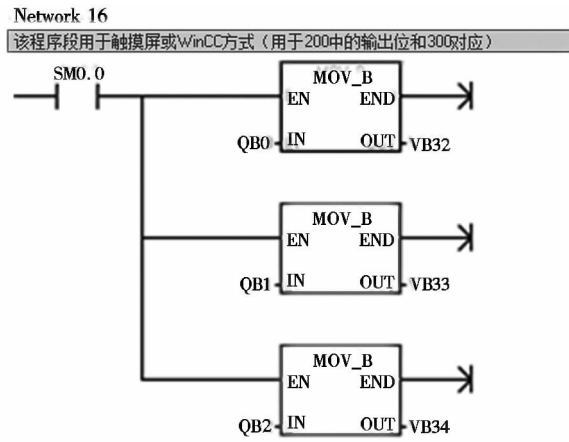 Network 16
该程序段用于触摸屏或WinCC方式（用于200中的输出位和300对应）
SM0.0
MOV_B
EN END
QB0 IN OUT VB32
MOV_B
EN END
QB1 IN OUT VB33
MOV_B
EN END
QB2 IN OUT VB34